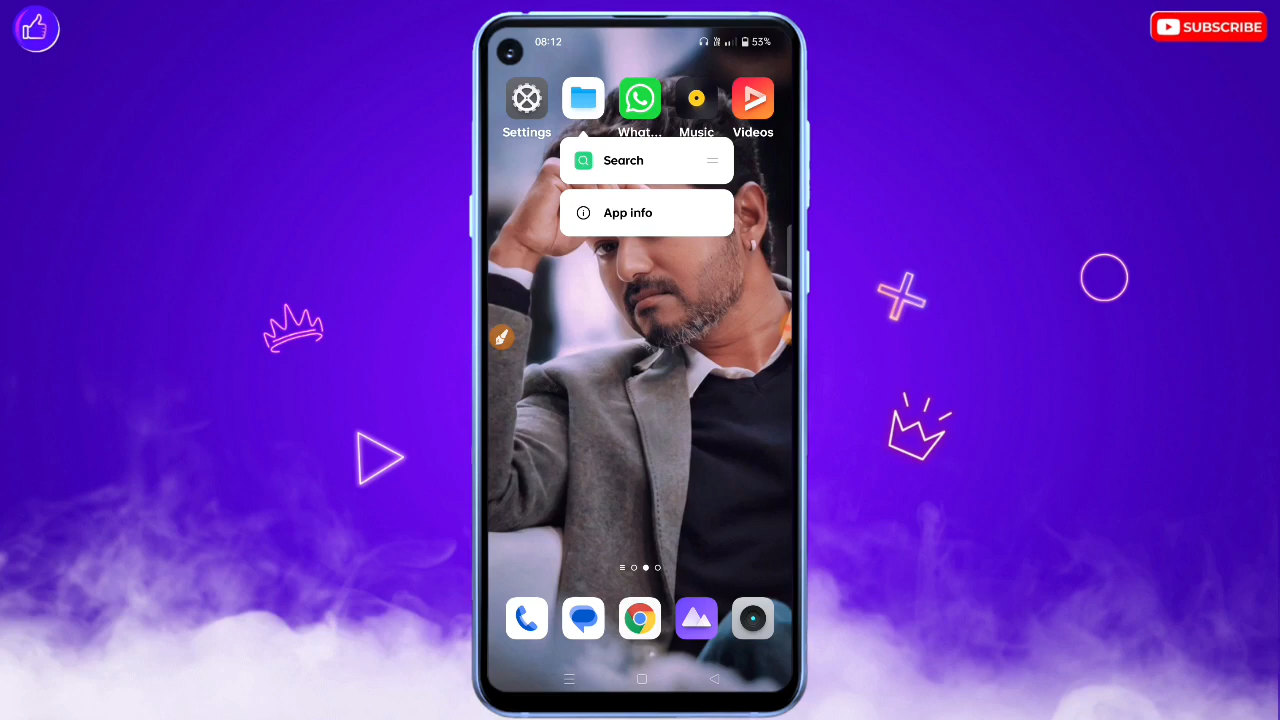 SUBSCRIBE
08:12
53%
Settings
What...
Music
Videos
Search
App info